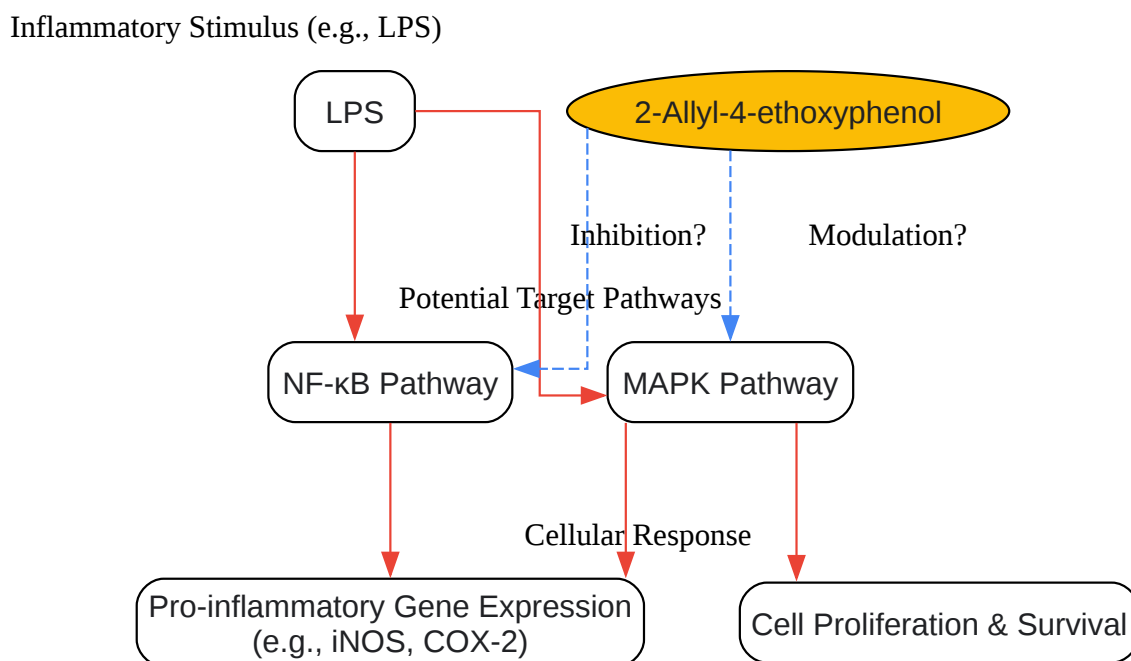 Inflammatory Stimulus (e.g., LPS)
LPS
2-Allyl-4-ethoxyphenol
Inhibition?
Modulation?
Potential Target Pathways
NF-κB Pathway
MAPK Pathway
Cellular Response
Pro-inflammatory Gene Expression
(e.g., iNOS, COX-2)
Cell Proliferation & Survival